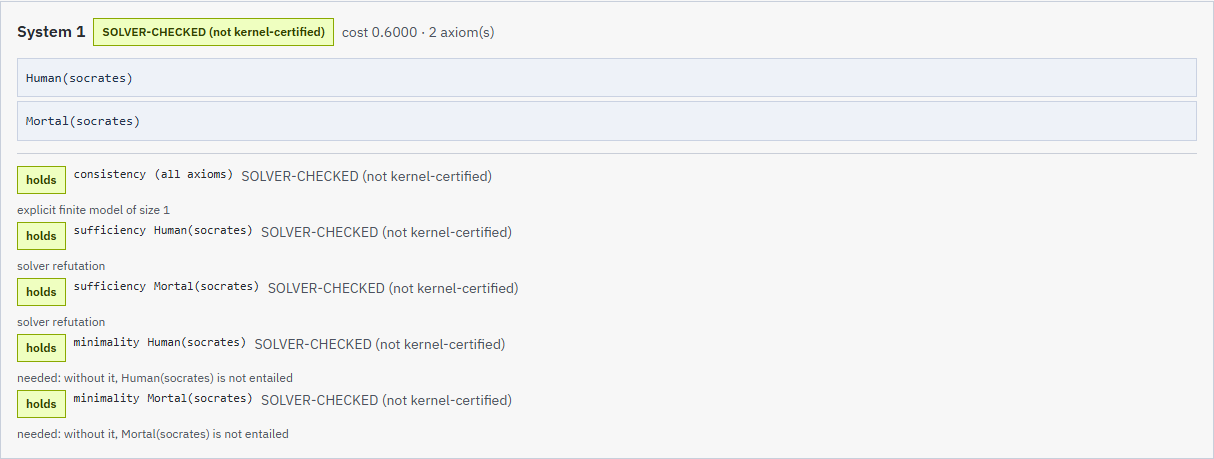 System 1 SOLVER-CHECKED (not kernel-certified) cost 0.6000 · 2 axiom(s)
Human(socrates)
Mortal(socrates)
holds consistency (all axioms) SOLVER-CHECKED (not kernel-certified)
explicit finite model of size 1
holds sufficiency Human(socrates) SOLVER-CHECKED (not kernel-certified)
solver refutation
holds sufficiency Mortal(socrates) SOLVER-CHECKED (not kernel-certified)
solver refutation
holds minimality Human(socrates) SOLVER-CHECKED (not kernel-certified)
needed: without it, Human(socrates) is not entailed
holds minimality Mortal(socrates) SOLVER-CHECKED (not kernel-certified)
needed: without it, Mortal(socrates) is not entailed